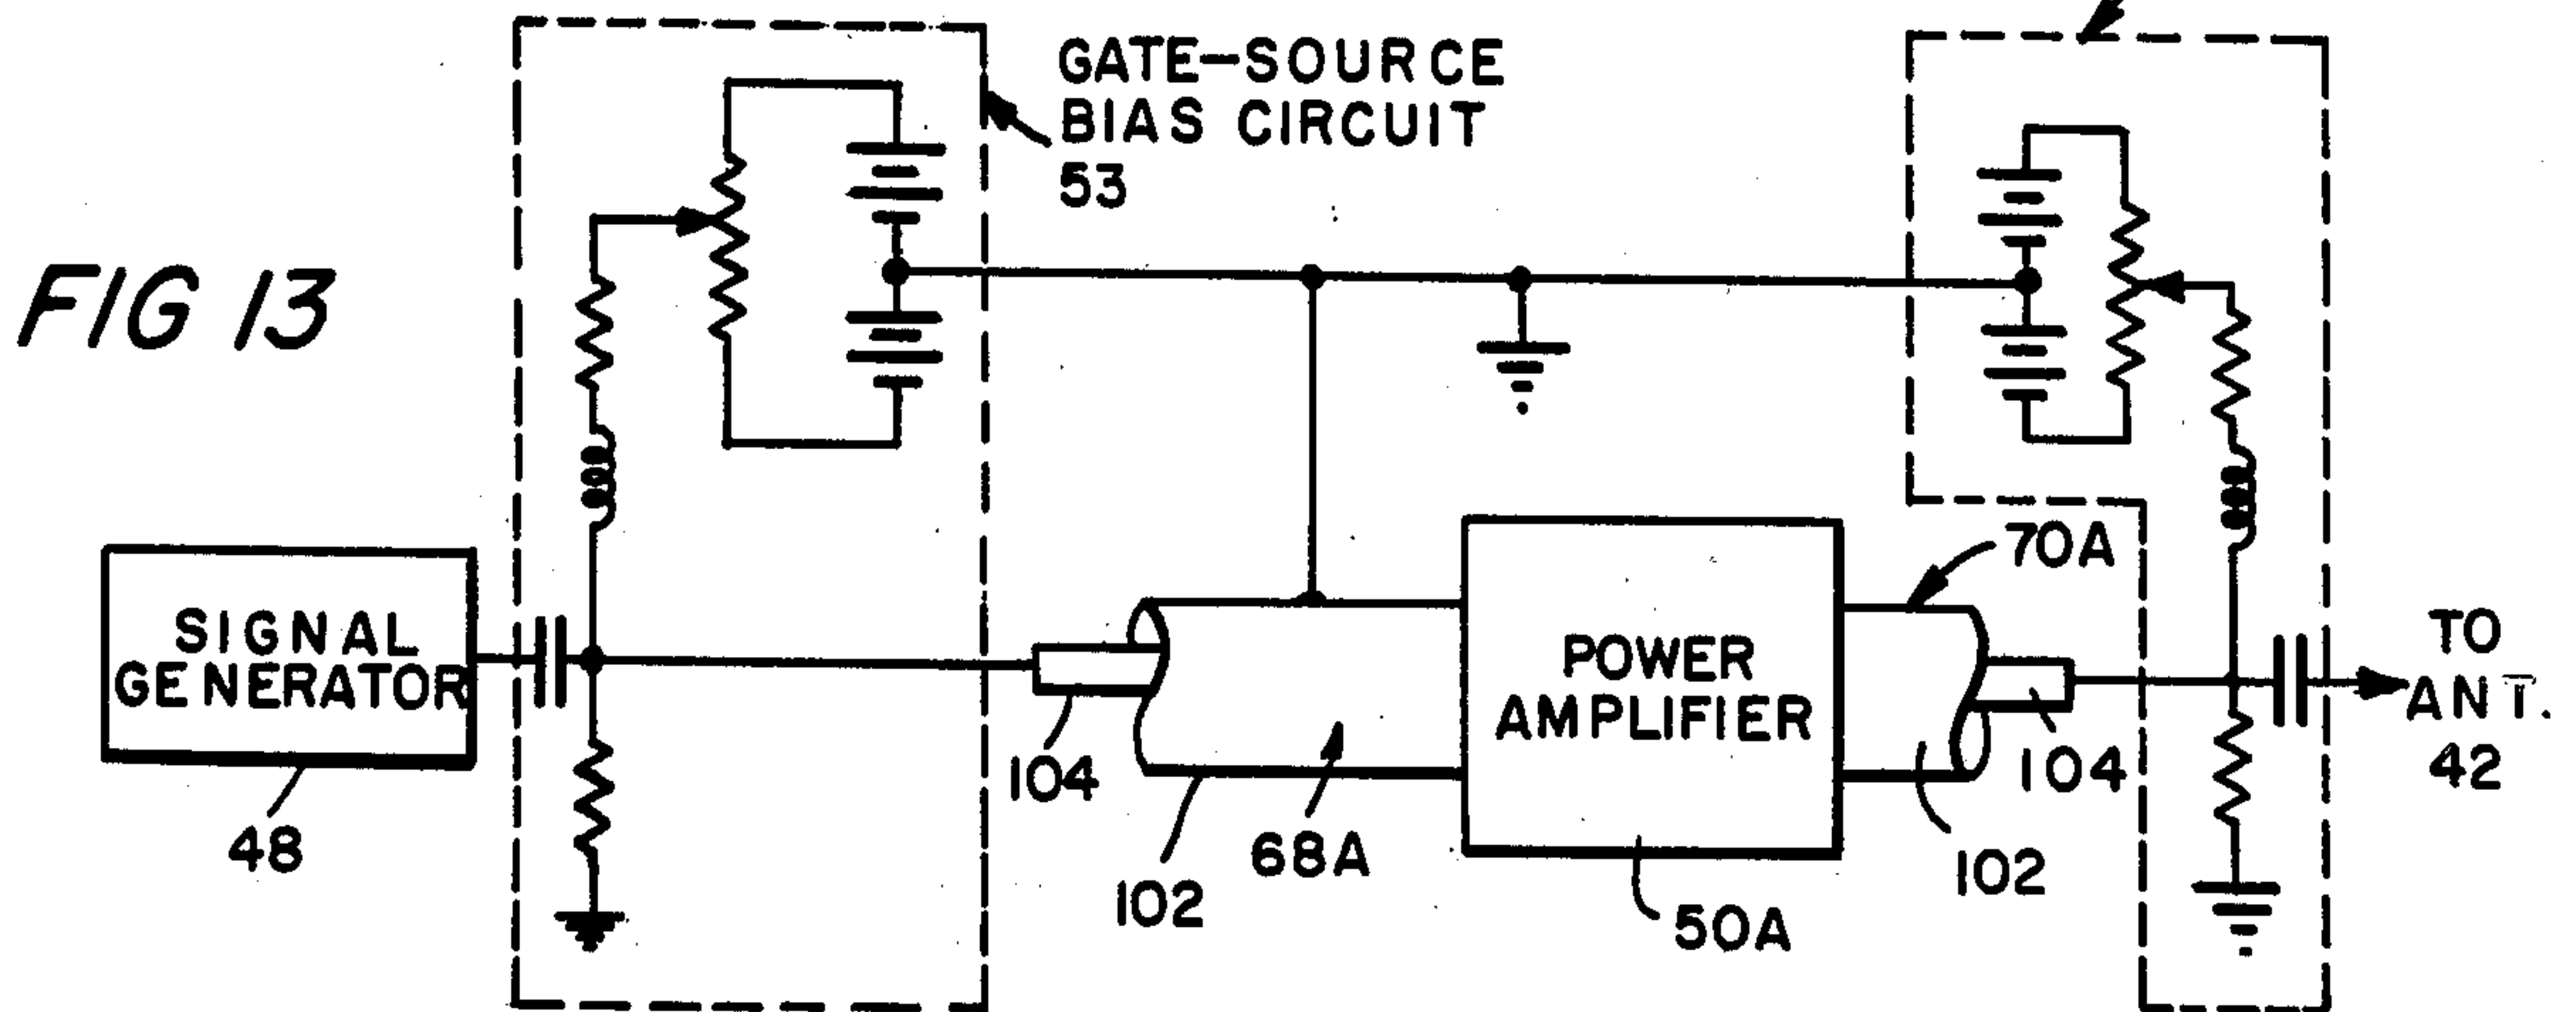 FIG 13
GATE-SOURCE
BIAS CIRCUIT
53
SIGNAL
GENERATOR
48
104
102
68A
POWER
AMPLIFIER
50A
70A
104
102
TO
ANT.
42